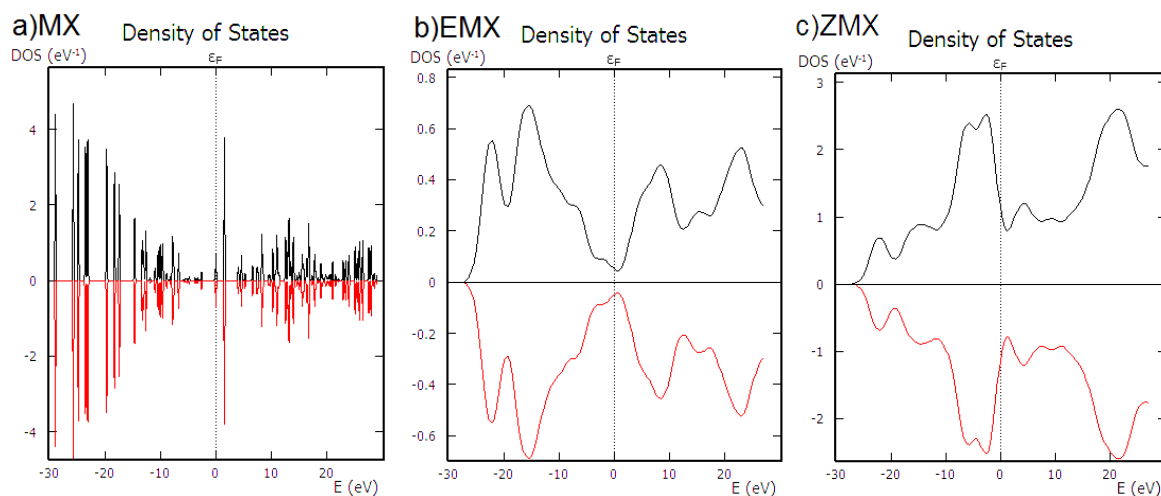 a)MX
Density of States
DOS (eV⁻¹)
εF
4
2
0
-2
-4
-30
-20
-10
0
10
20
E (eV)
b)EMX
Density of States
DOS (eV⁻¹)
εF
0.8
0.6
0.4
0.2
0
-0.2
-0.4
-0.6
-30
-20
-10
0
10
20
E (eV)
c)ZMX
Density of States
DOS (eV⁻¹)
εF
3
2
1
0
-1
-2
-30
-20
-10
0
10
20
E (eV)